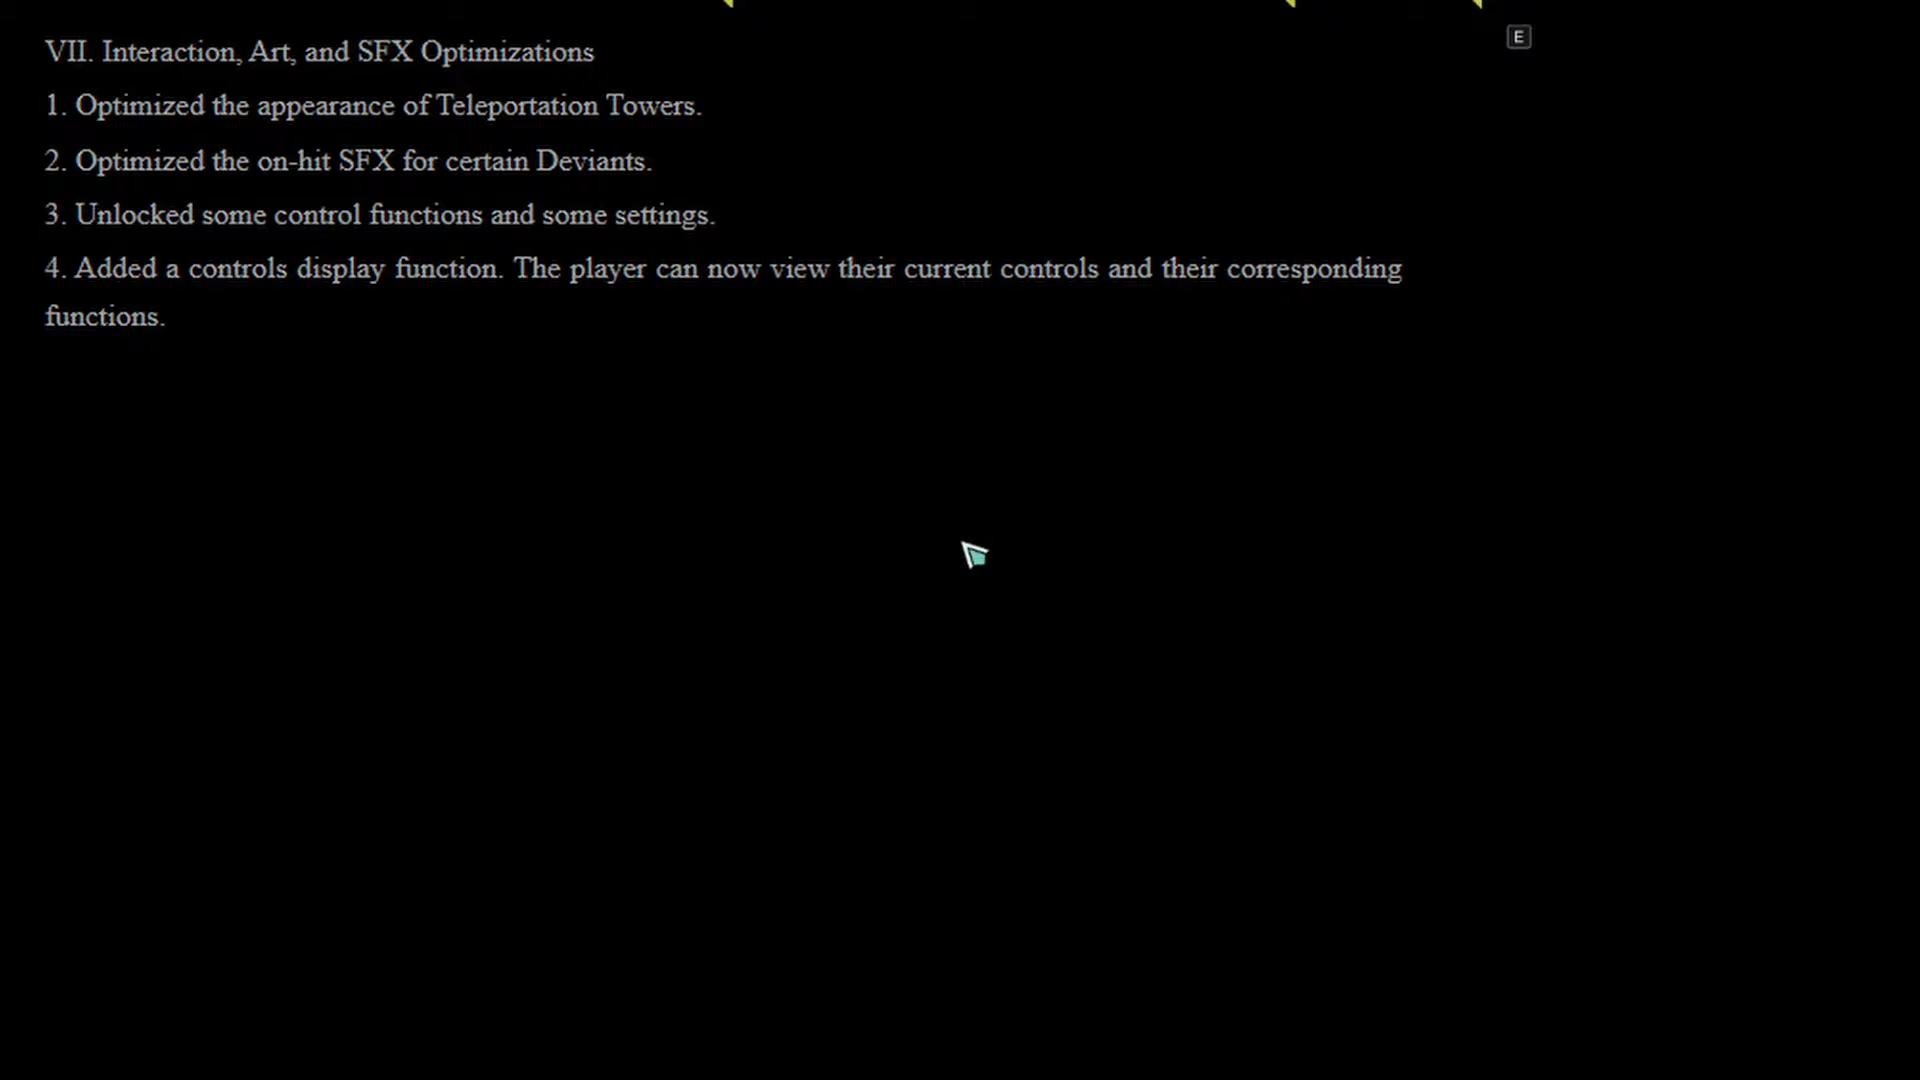 VII. Interaction, Art, and SFX Optimizations
E
1. Optimized the appearance of Teleportation Towers.
2. Optimized the on-hit SFX for certain Deviants.
3. Unlocked some control functions and some settings.
4. Added a controls display function. The player can now view their current controls and their corresponding
functions.